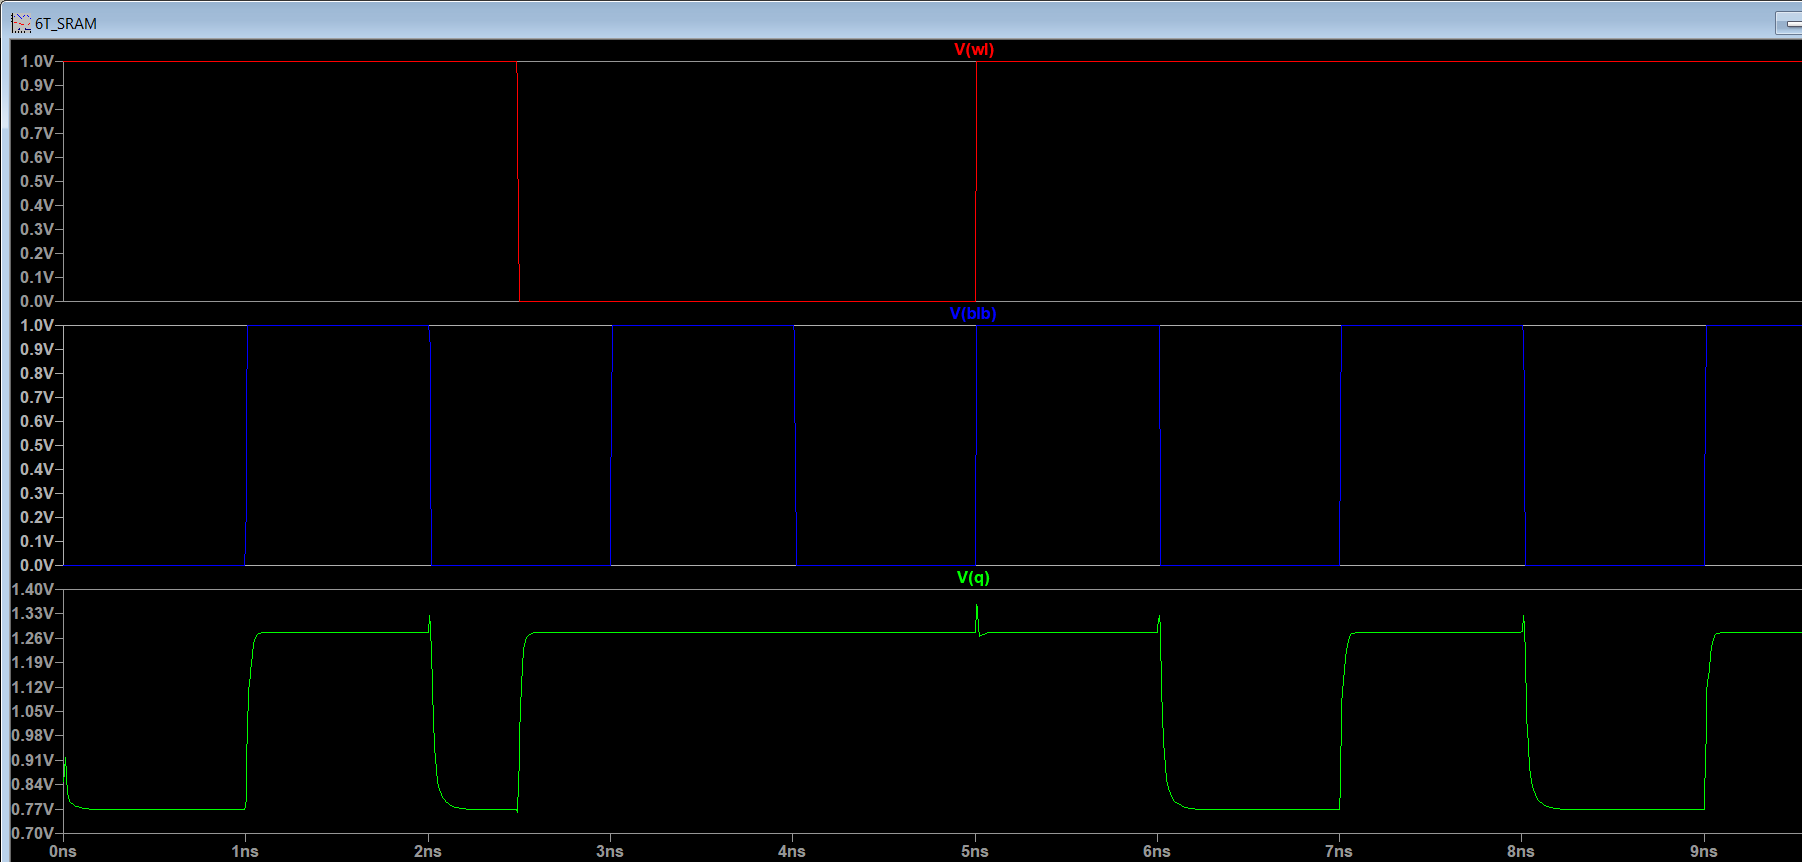 6T_SRAM
V(wl)
1.0V
0.9V
0.8V
0.7V
0.6V
0.5V
0.4V
0.3V
0.2V
0.1V
0.0V
V(blb)
1.0V
0.9V
0.8V
0.7V
0.6V
0.5V
0.4V
0.3V
0.2V
0.1V
0.0V
V(q)
1.40V
1.33V
1.26V
1.19V
1.12V
1.05V
0.98V
0.91V
0.84V
0.77V
0.70V
0ns 1ns 2ns 3ns 4ns 5ns 6ns 7ns 8ns 9ns